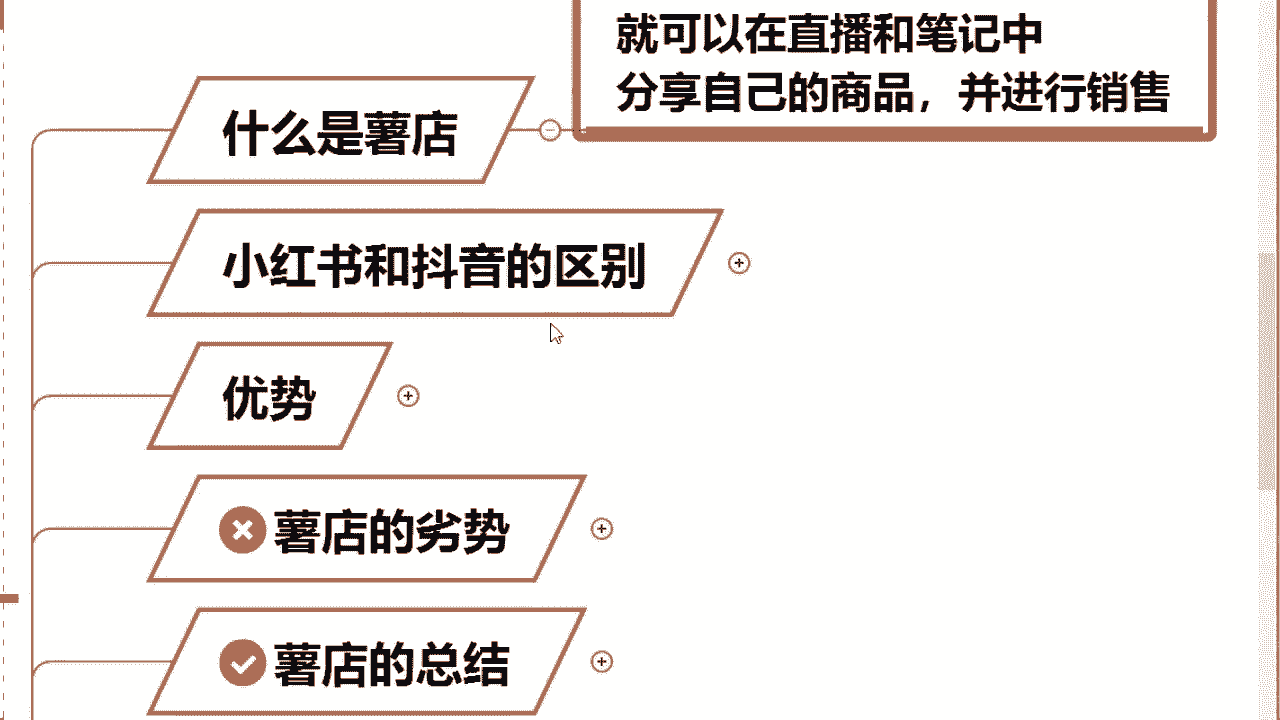 就可以在直播和笔记中
分享自己的商品，并进行销售
什么是薯店
小红书和抖音的区别
优势
薯店的劣势
薯店的总结